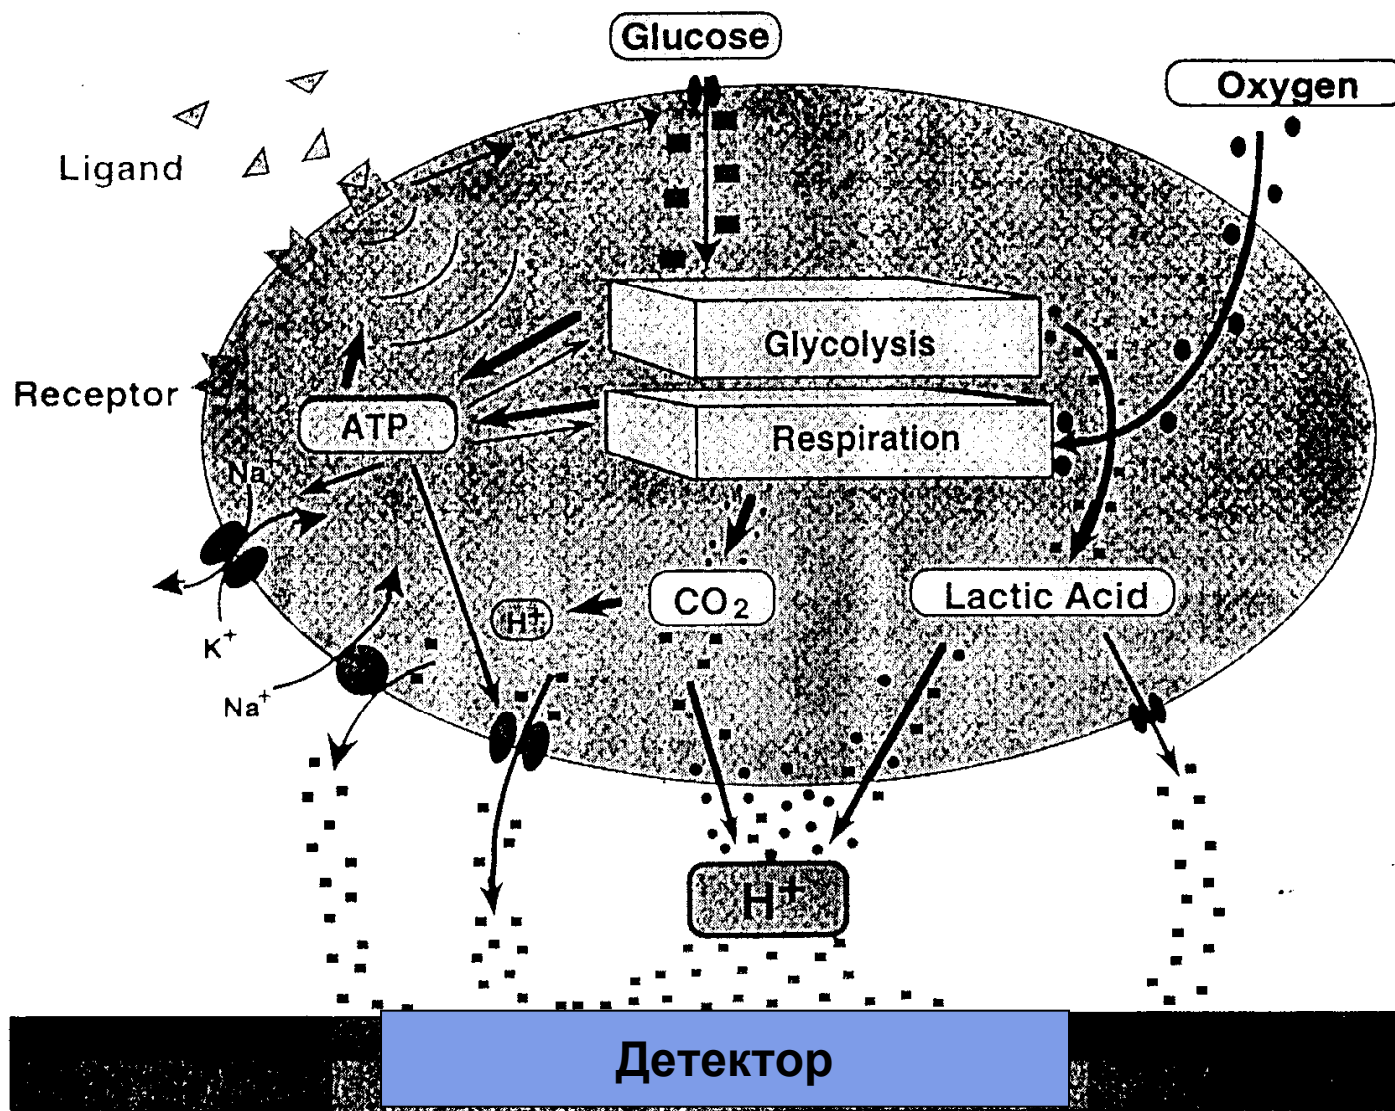 Glucose
Oxygen
Ligand
Glycolysis
Receptor
ATP
Respiration
Na⁺
CO₂
Lactic Acid
H⁺
K⁺
Na⁺
H⁺
Детектор